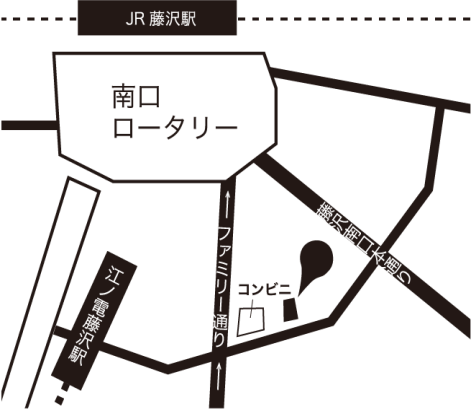 JR 藤沢駅
南口
ロータリー
藤沢南口本通り
ファミリー通り
コンビニ
江ノ電藤沢駅